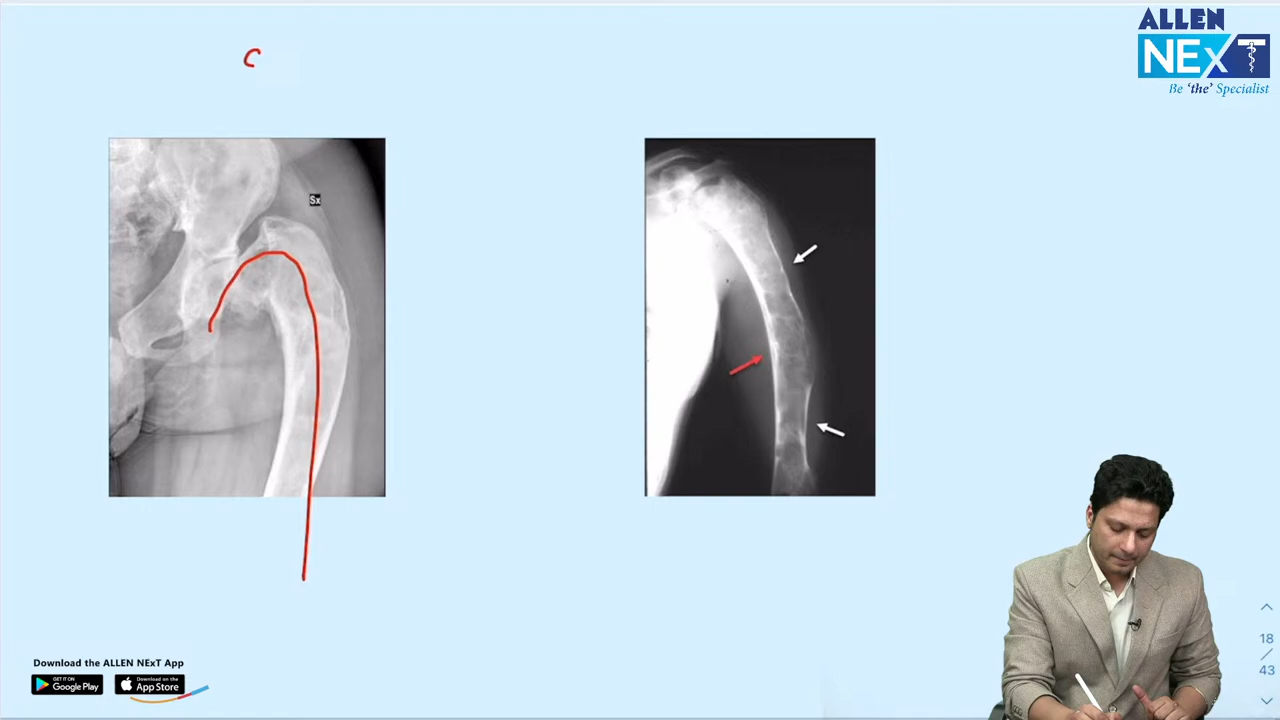 C
ALLEN
NExT
Be 'the' Specialist
Sx
18
/
43
Download the ALLEN NExT App
GET IT ON
Google Play
Download on the
App Store